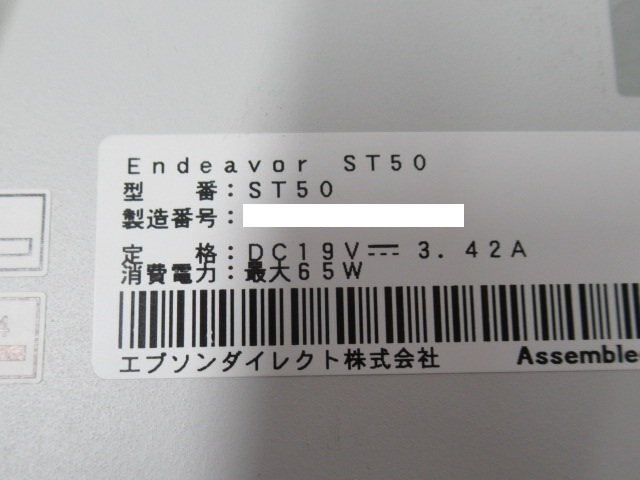 Endeavor ST50
型　　番：ST50
製造番号：
定　　格：DC19V⎓ 3.42A
消費電力：最大65W
エプソンダイレクト株式会社 Assemble